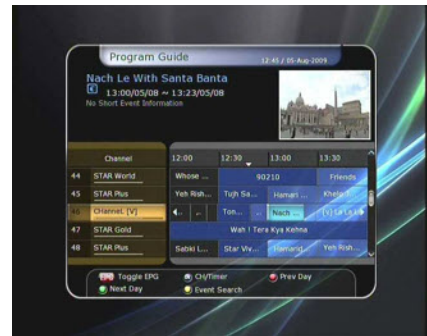 Program Guide
12:45 / 05-Aug-2009
Nach Le With Santa Banta
13:00/05/08 ~ 13:23/05/08
No Short Event Information
Channel 12:00 12:30 13:00 13:30
44 STAR World Whose ... 90210 Friends
45 STAR Plus Yeh Rish... Tujh Sa... Hamari ...
46 CHannel [V] Ton... .. Nach ...
47 STAR Gold Wah ! Tera Kya Kehna
48 STAR Plus Sabki L... Star Viv... Yeh Rish...
Toggle EPG CH/Timer Prev Day
Next Day Event Search